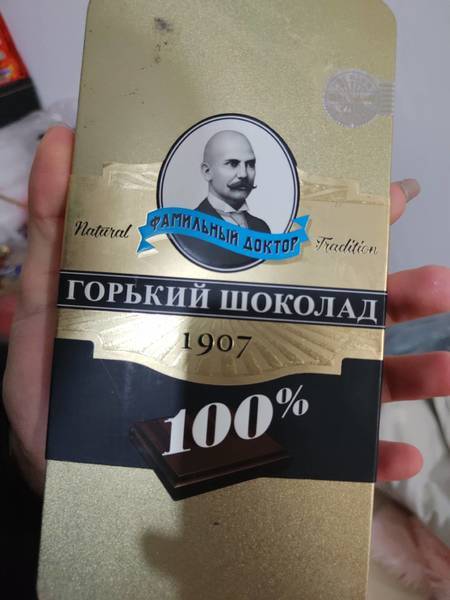 ФАМИЛЬНЫЙ ДОКТОР
Natural Tradition
ГОРЬКИЙ ШОКОЛАД
1907
100%